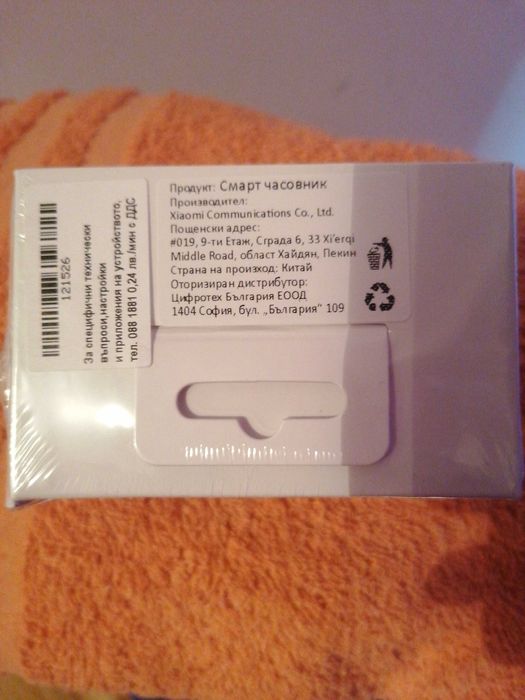 Продукт: Смарт часовник
Производител:
Xiaomi Communications Co., Ltd.
Пощенски адрес:
#019, 9-ти Етаж, Сграда 6, 33 Xi'erqi
Middle Road, област Хайдян, Пекин
Страна на произход: Китай
Оторизиран дистрибутор:
Цифротех България ЕООД
1404 София, бул. „България" 109
121526
За специфични технически
въпроси,настройки
и приложения на устройството,
тел. 088 1881 0,24 лв./мин с ДДС